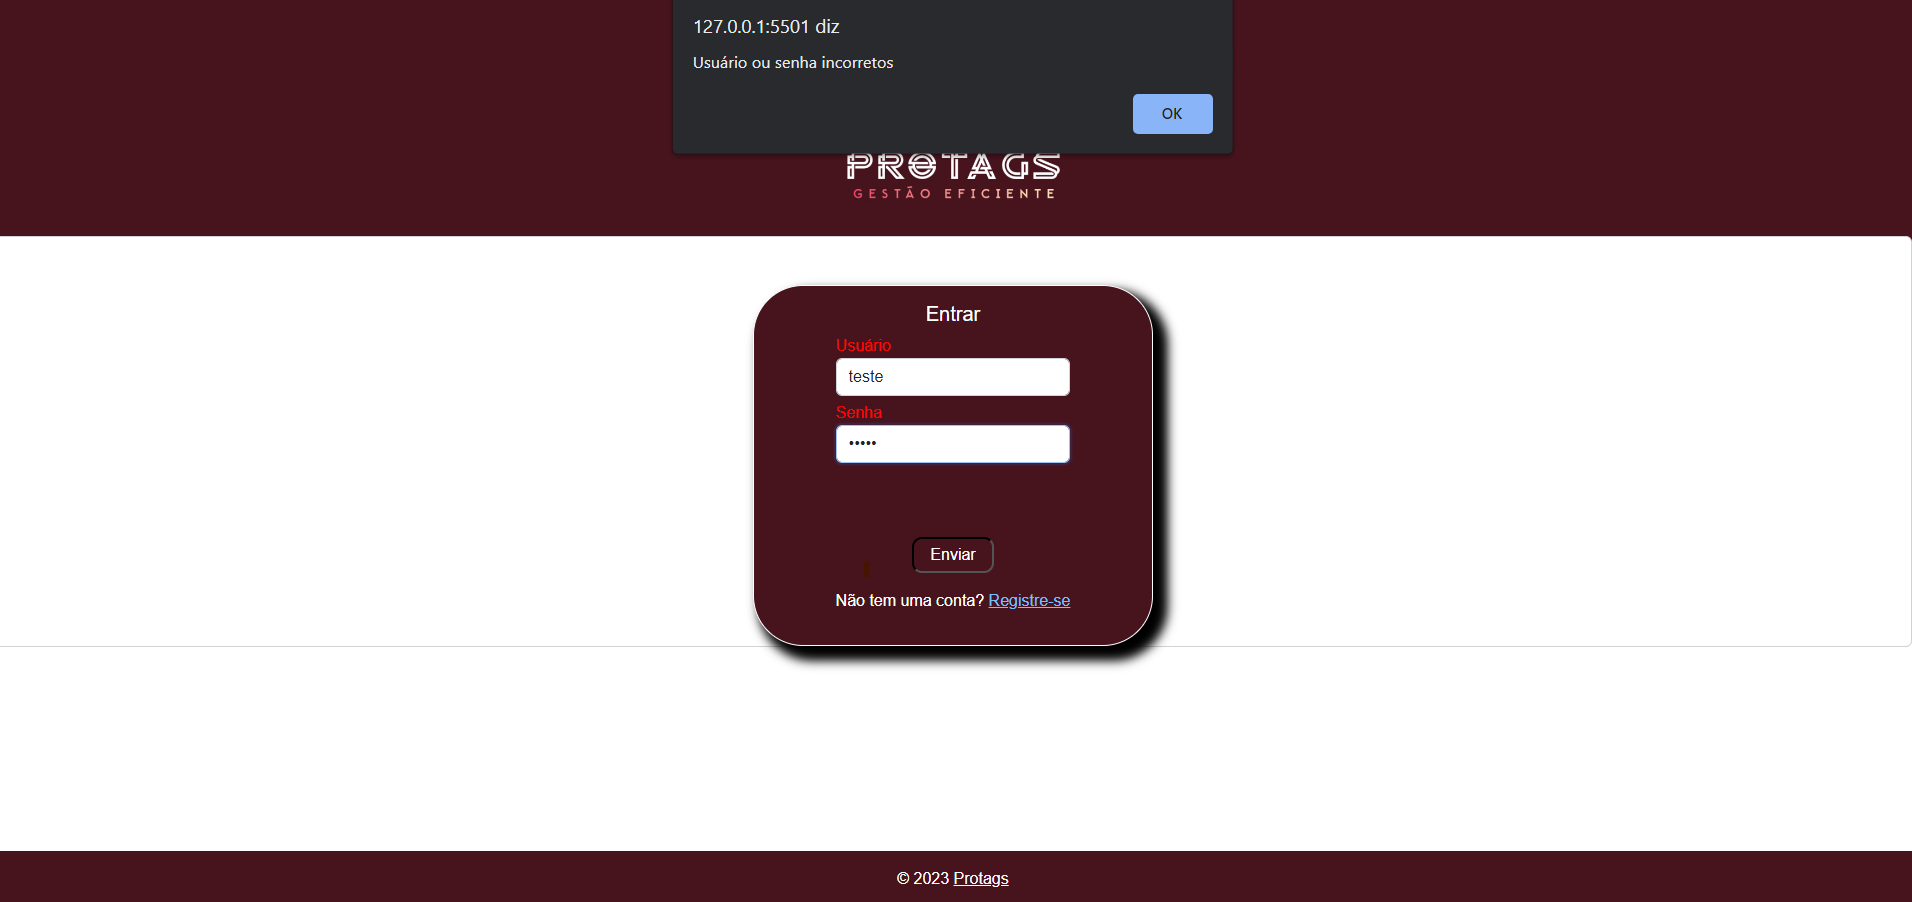 127.0.0.1:5501 diz
Usuário ou senha incorretos
OK
PROTAGS
GESTÃO EFICIENTE
Entrar
Usuário
teste
Senha
•••••
Enviar
Não tem uma conta? Registre-se
© 2023 Protags